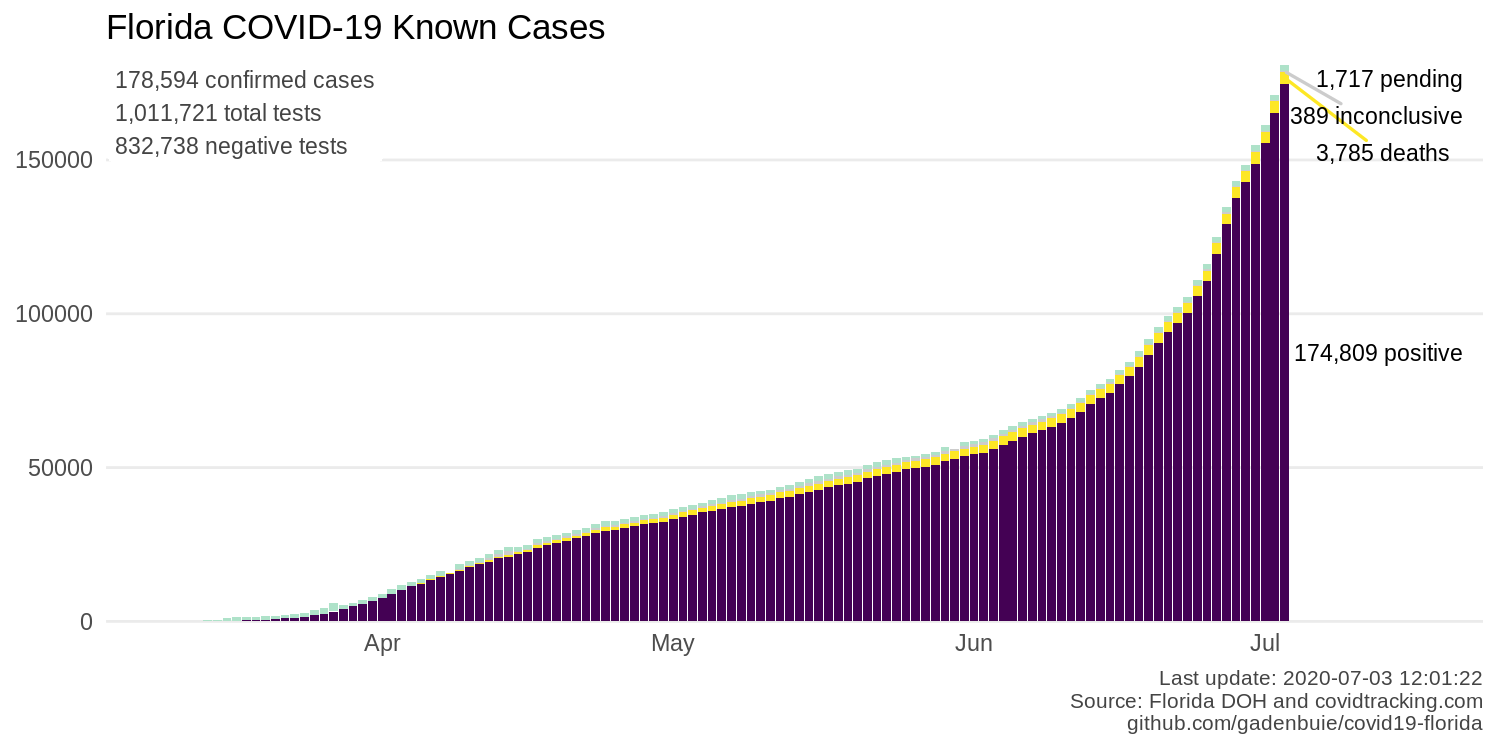 Florida COVID-19 Known Cases
178,594 confirmed cases
1,011,721 total tests
832,738 negative tests
1,717 pending
389 inconclusive
3,785 deaths
174,809 positive
150000
100000
50000
0
Apr May Jun Jul
Last update: 2020-07-03 12:01:22
Source: Florida DOH and covidtracking.com
github.com/gadenbuie/covid19-florida